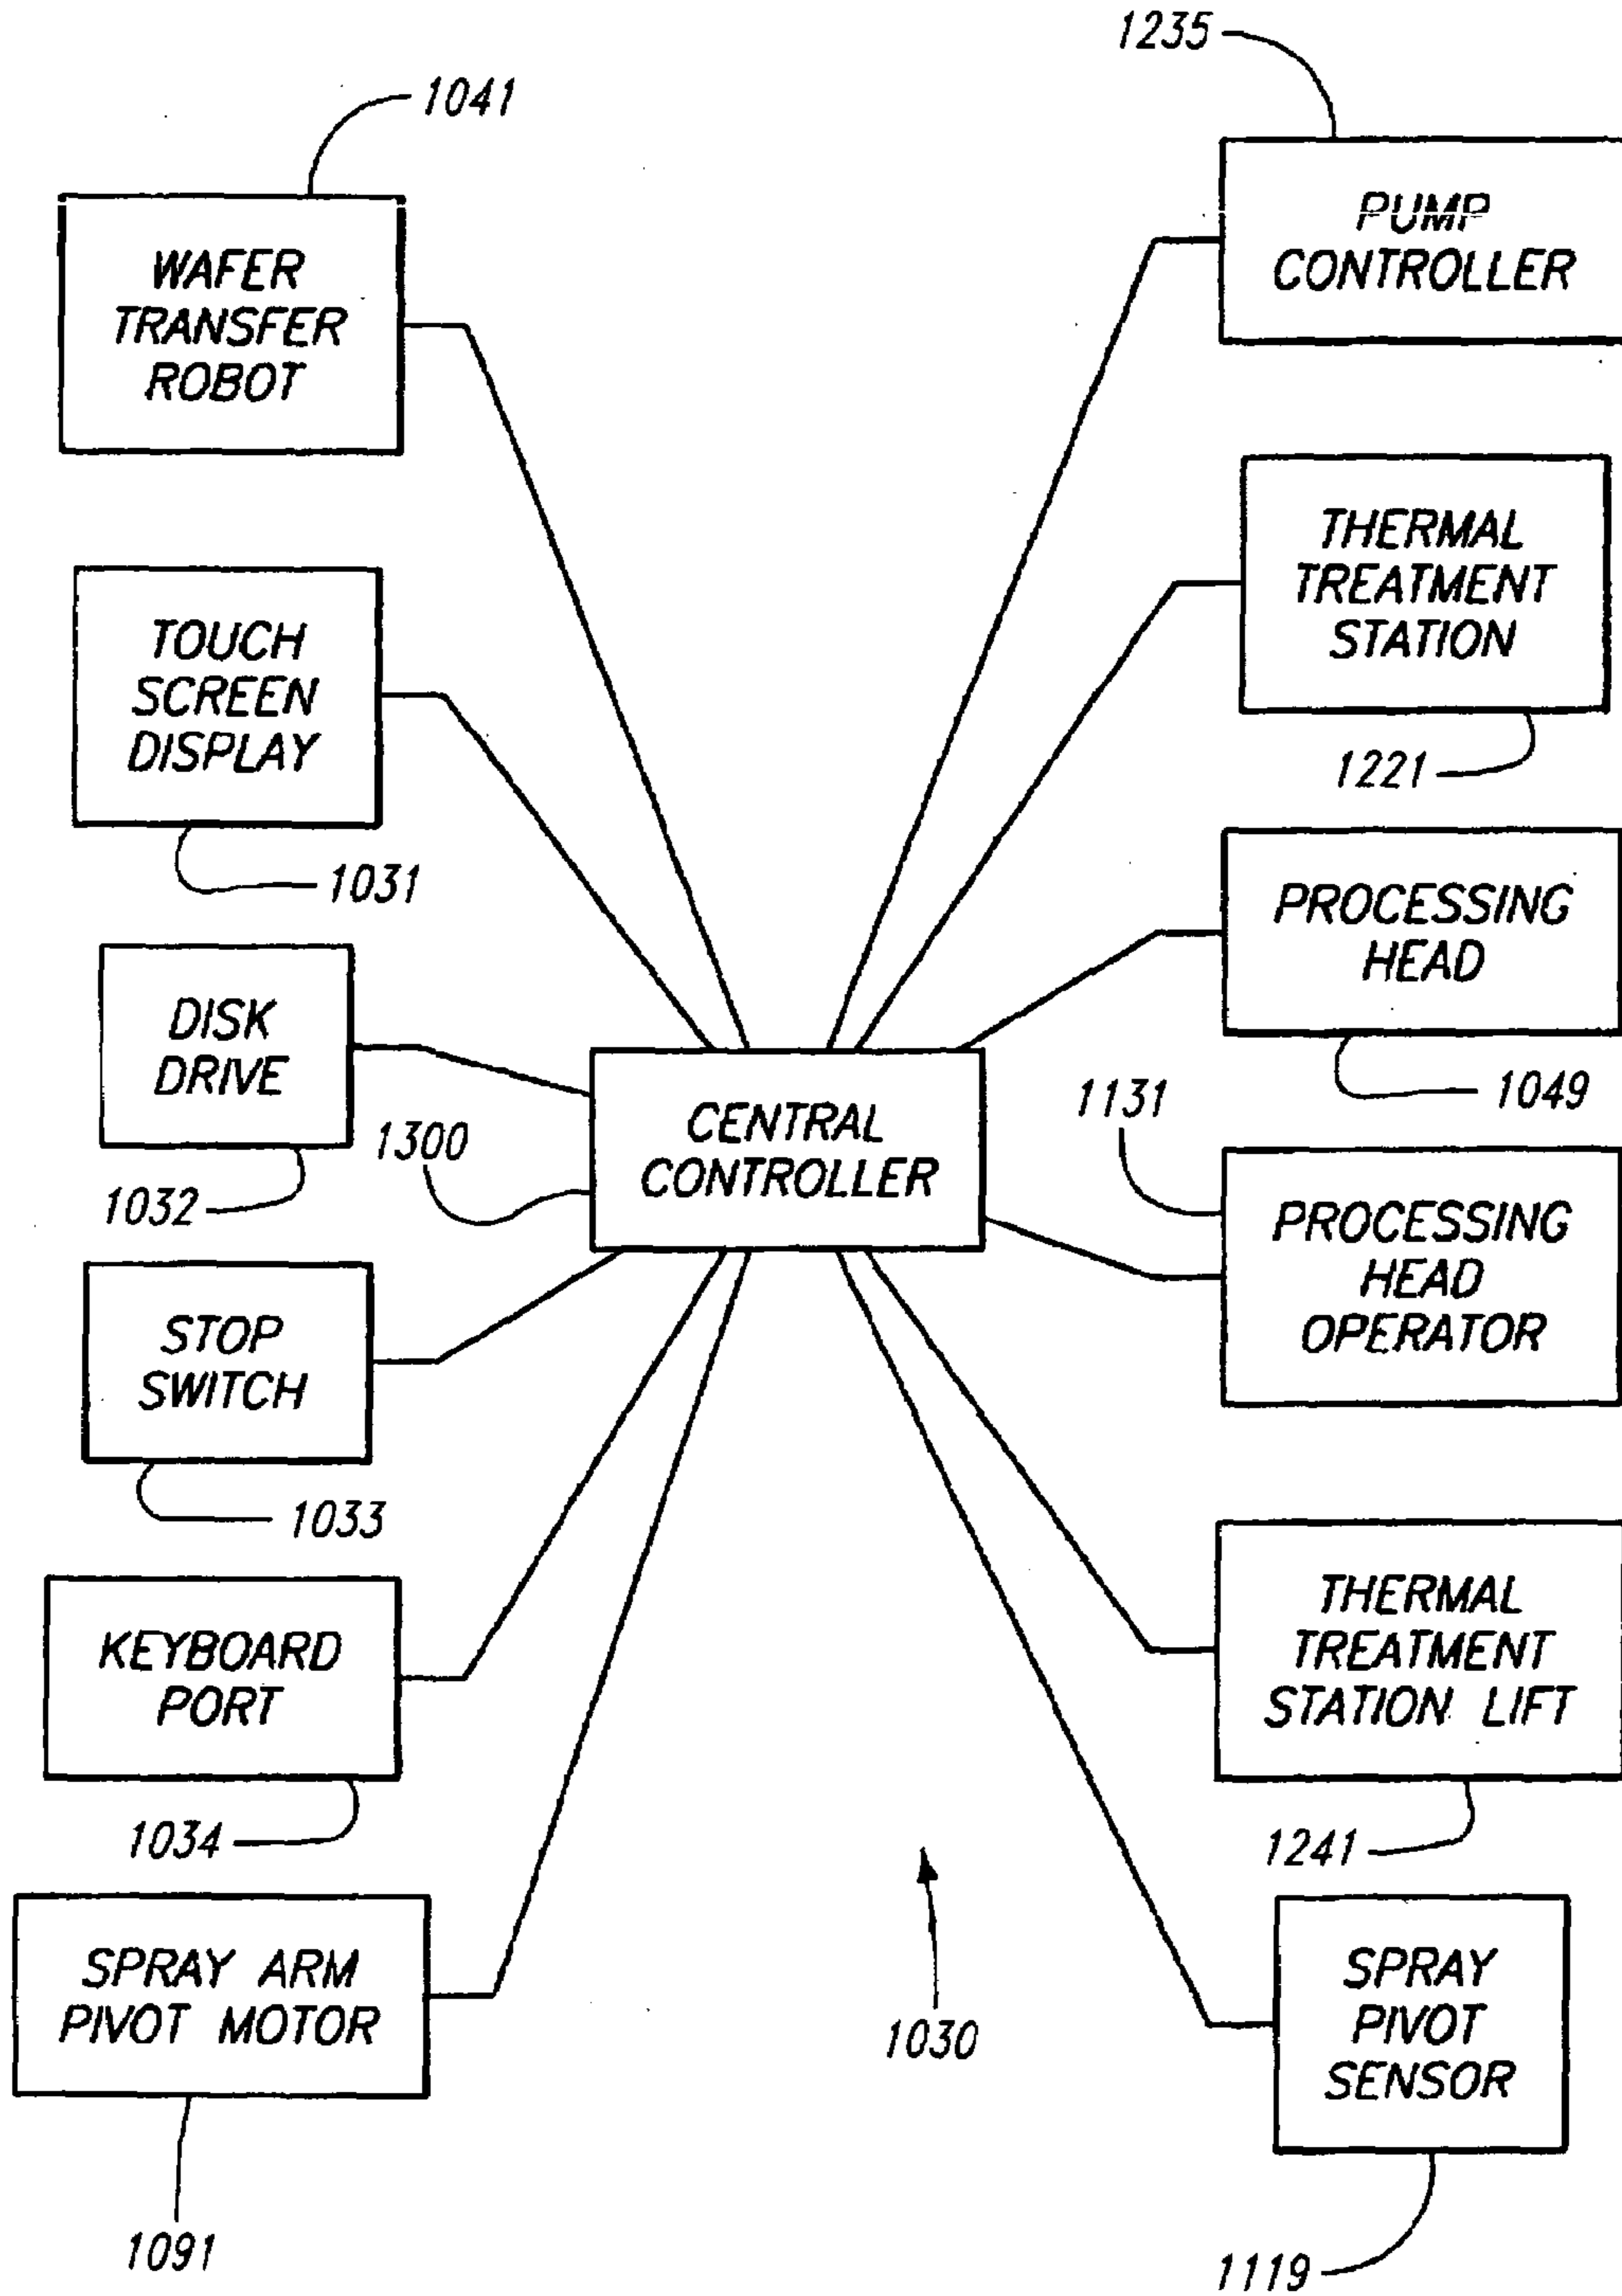 1235
1041
PUMP
CONTROLLER
WAFER
TRANSFER
ROBOT
THERMAL
TREATMENT
STATION
1221
TOUCH
SCREEN
DISPLAY
1031
PROCESSING
HEAD
1049
DISK
DRIVE
1032
1300
CENTRAL
CONTROLLER
1131
PROCESSING
HEAD
OPERATOR
STOP
SWITCH
1033
THERMAL
TREATMENT
STATION LIFT
1241
KEYBOARD
PORT
1034
SPRAY ARM
PIVOT MOTOR
1091
1030
SPRAY
PIVOT
SENSOR
1119